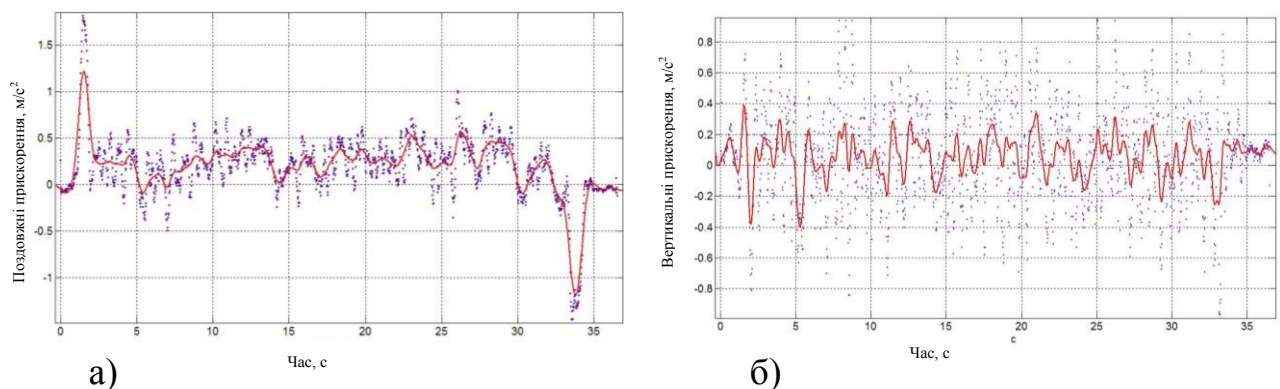 Поздовжні прискорення, м/с²
1.5
1
0.5
0
-0.5
-1
0 5 10 15 20 25 30 35
Час, с
а)
Вертикальні прискорення, м/с²
0.8
0.6
0.4
0.2
0
-0.2
-0.4
-0.6
-0.8
0 5 10 15 20 25 30 35
с
Час, с
б)